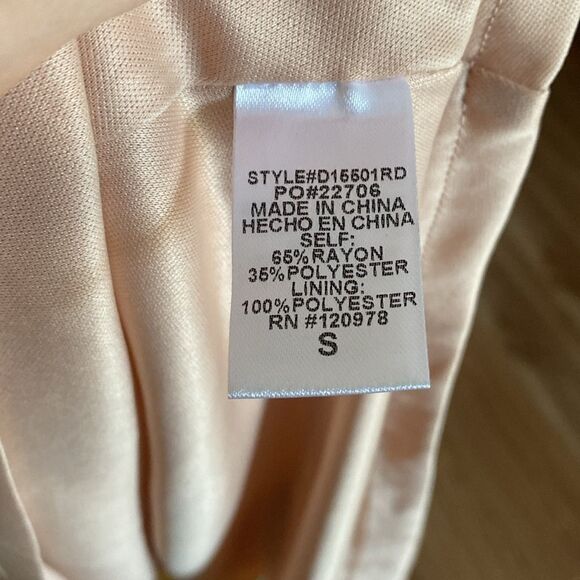 STYLE#D15501RD
PO#22706
MADE IN CHINA
HECHO EN CHINA
SELF:
65%RAYON
35%POLYESTER
LINING:
100%POLYESTER
RN #120978
S